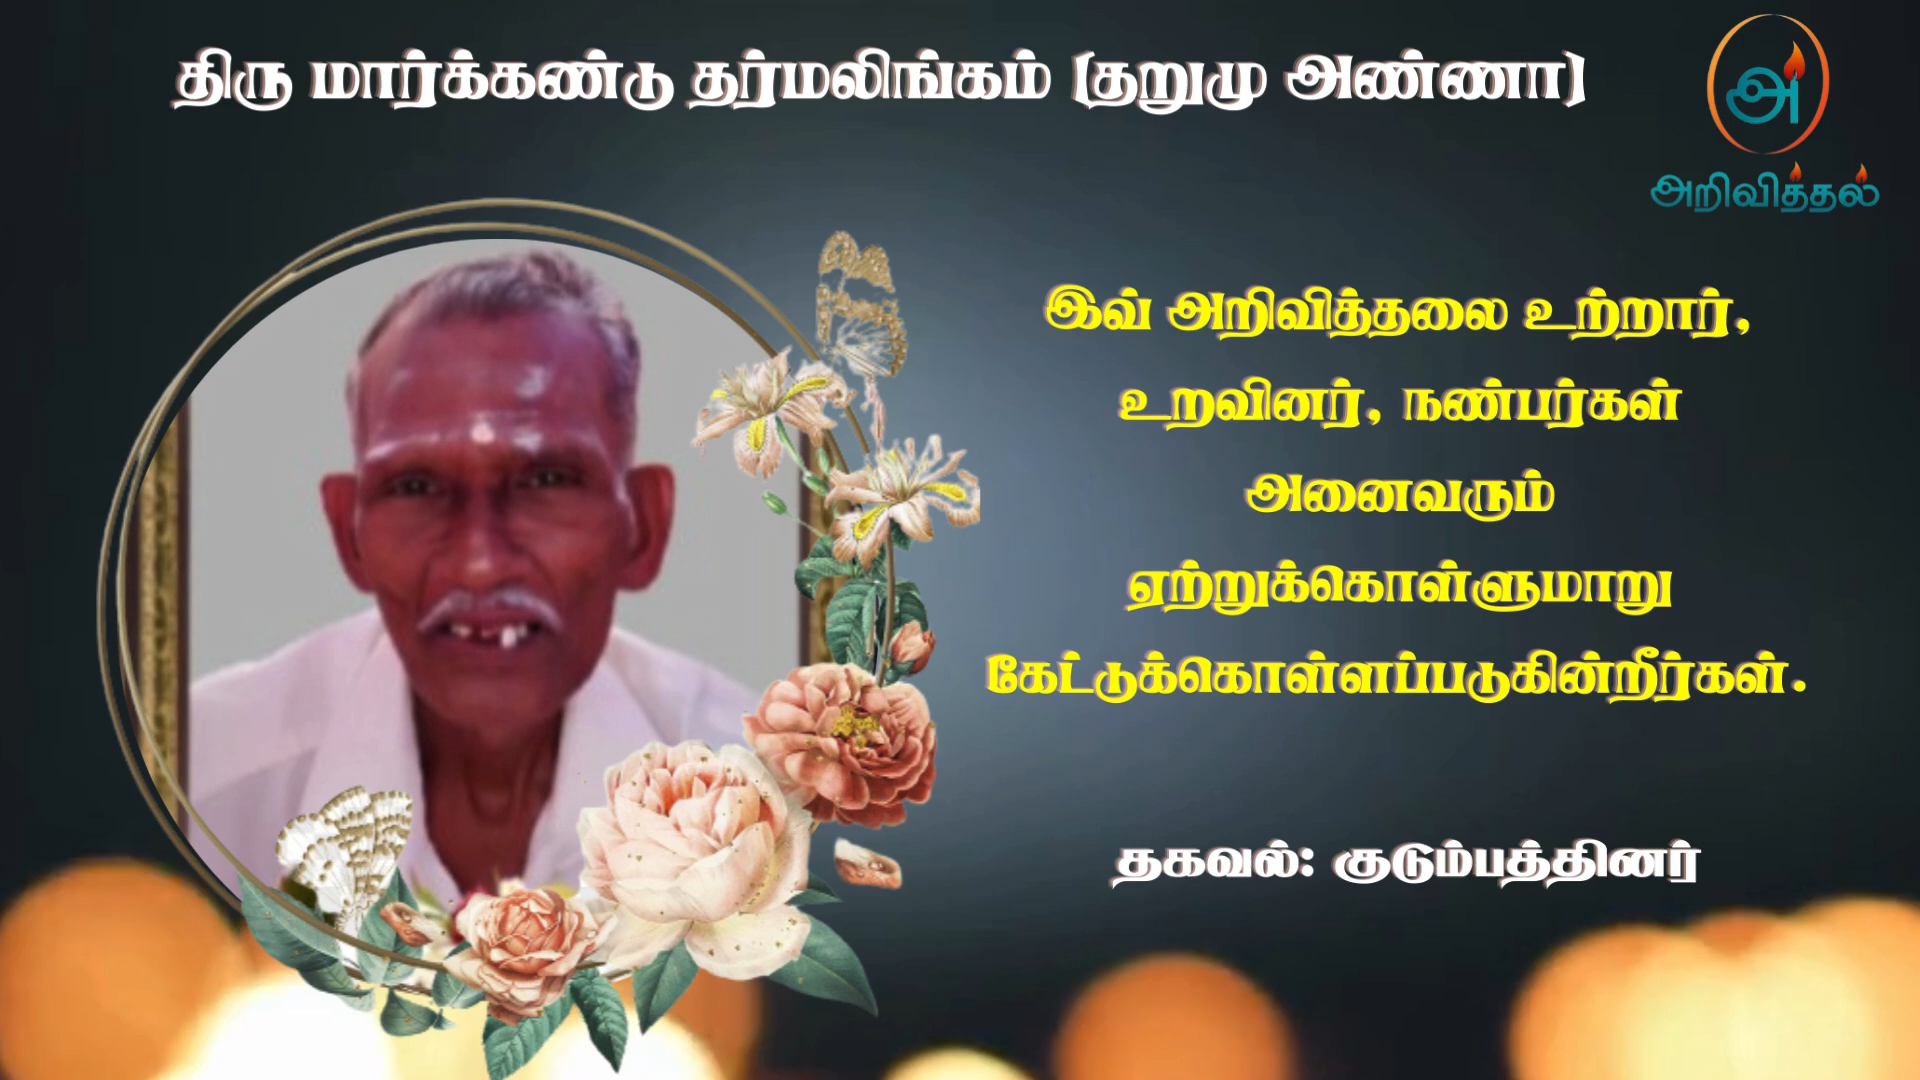 திரு மார்க்கண்டு தர்மலிங்கம் (தறுமு அண்ணா)
அ
அறிவித்தல்
இவ் அறிவித்தலை உற்றார்,
உறவினர், நண்பர்கள்
அனைவரும்
ஏற்றுக்கொள்ளுமாறு
கேட்டுக்கொள்ளப்படுகின்றீர்கள்.
தகவல்: குடும்பத்தினர்